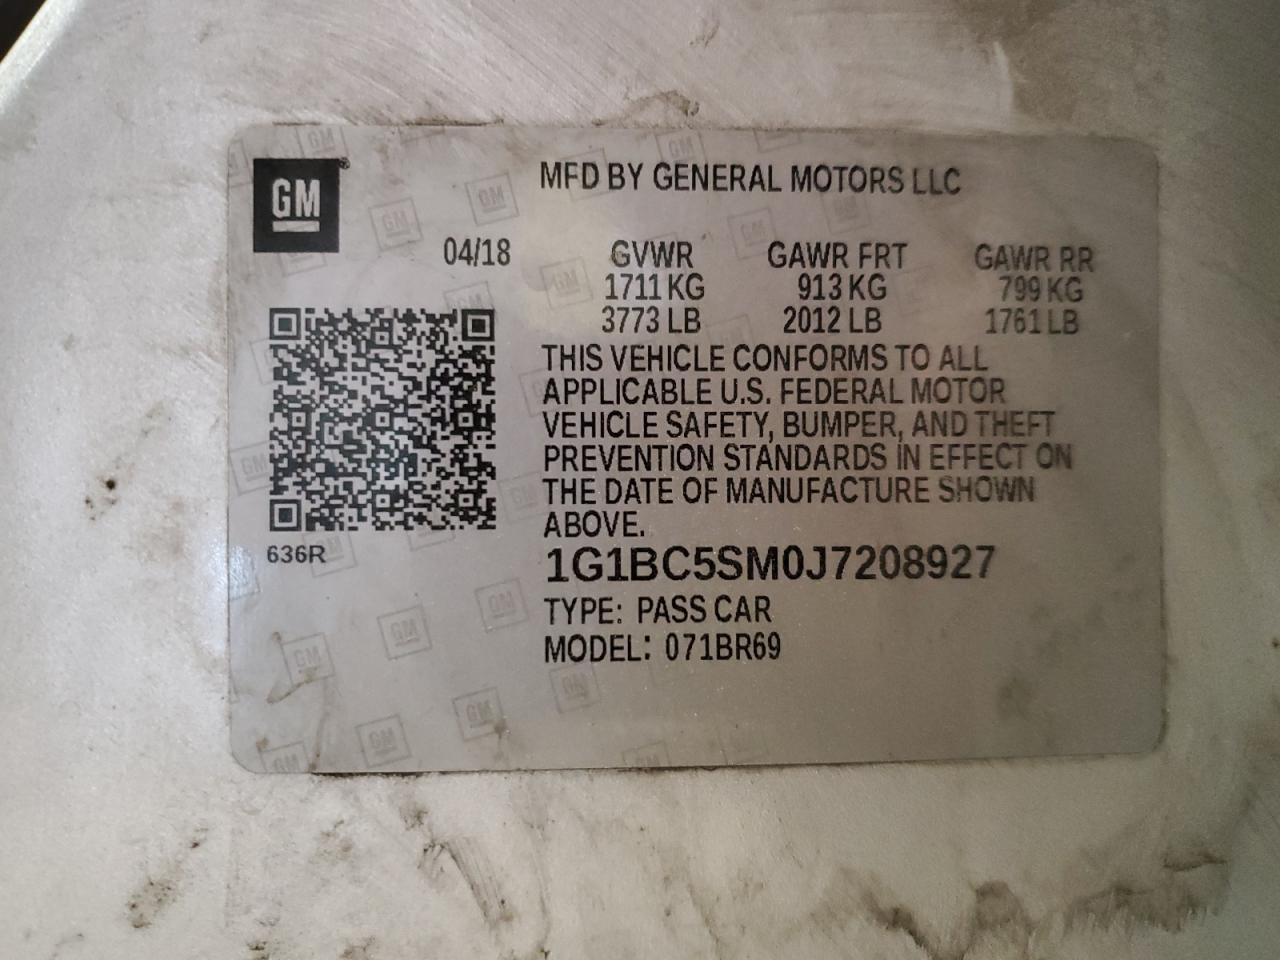 GM
MFD BY GENERAL MOTORS LLC
04/18 GVWR GAWR FRT GAWR RR
1711 KG 913 KG 799 KG
3773 LB 2012 LB 1761 LB
THIS VEHICLE CONFORMS TO ALL
APPLICABLE U.S. FEDERAL MOTOR
VEHICLE SAFETY, BUMPER, AND THEFT
PREVENTION STANDARDS IN EFFECT ON
THE DATE OF MANUFACTURE SHOWN
ABOVE.
636R
1G1BC5SM0J7208927
TYPE: PASS CAR
MODEL: 071BR69